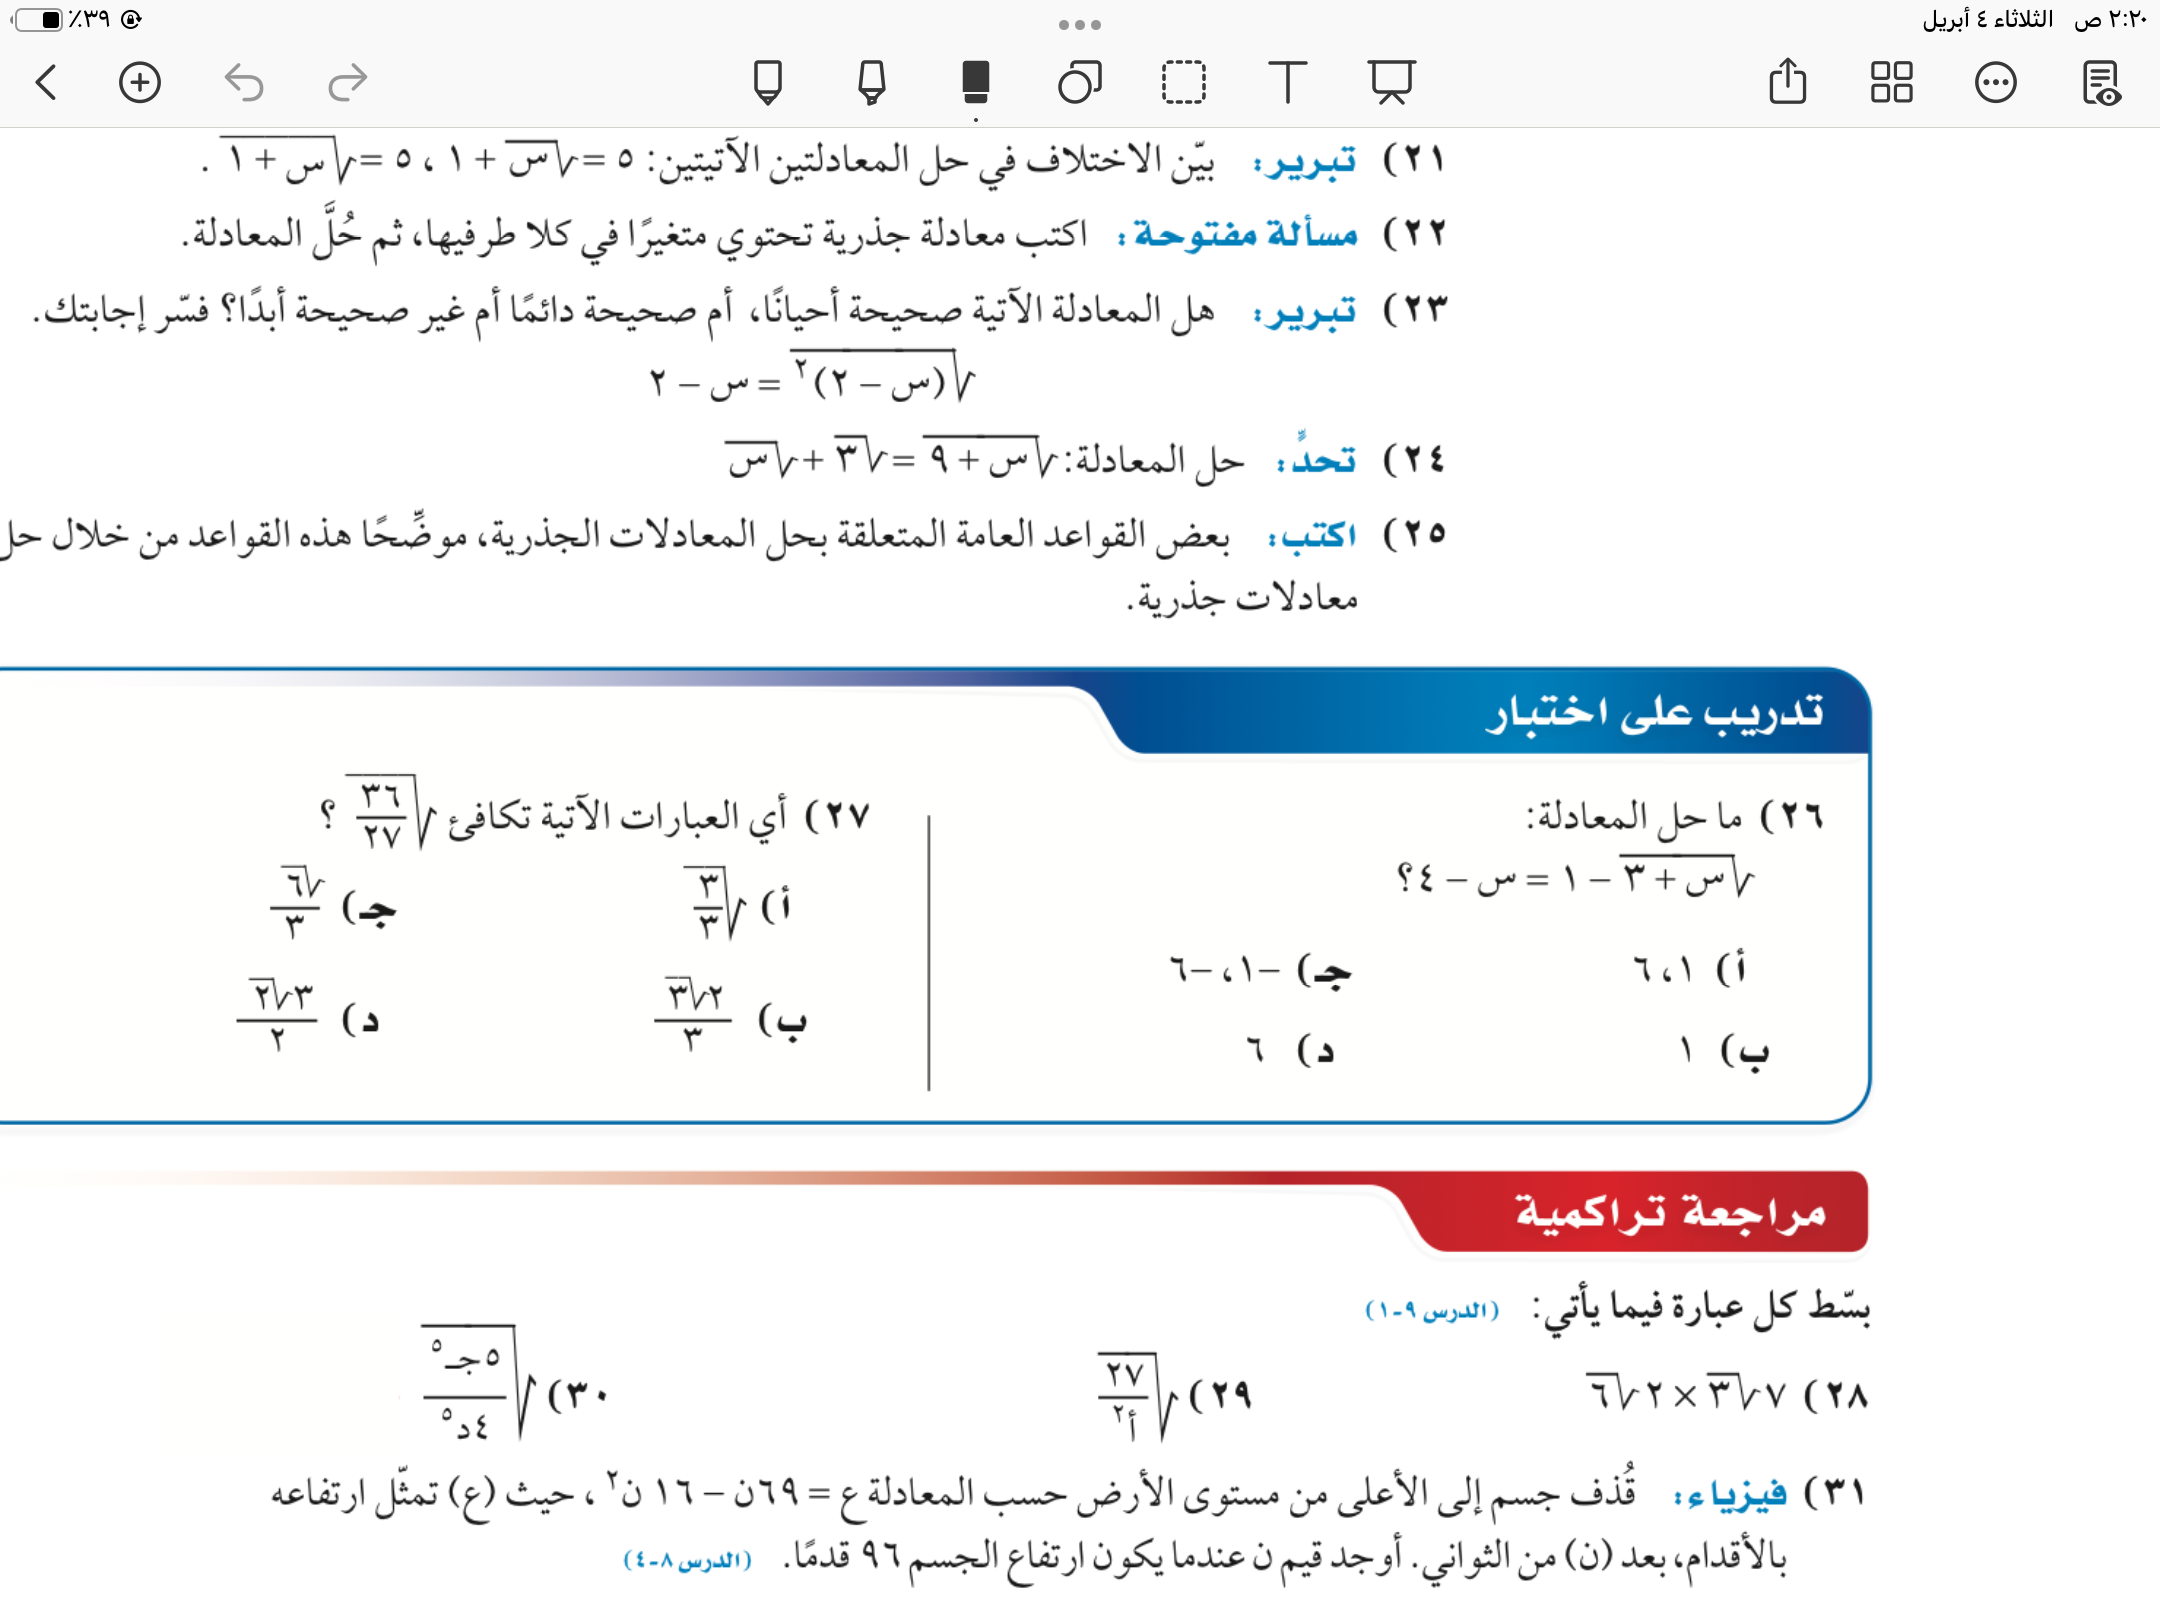 ٢:٢٠ ص الثلاثاء ٤ أبريل
٪٣٩
٢١) تبرير: بيّن الاختلاف في حل المعادلتين الآتيتين: ٥ = √س + ١ ، ٥ = √(س + ١) .
٢٢) مسألة مفتوحة: اكتب معادلة جذرية تحتوي متغيرًا في كلا طرفيها، ثم حُلَّ المعادلة.
٢٣) تبرير: هل المعادلة الآتية صحيحة أحيانًا، أم صحيحة دائمًا أم غير صحيحة أبدًا؟ فسّر إجابتك.
√(س – ٢)² = س – ٢
٢٤) تحدٍّ: حل المعادلة: √(س + ٩) = √٣ + √س
٢٥) اكتب: بعض القواعد العامة المتعلقة بحل المعادلات الجذرية، موضِّحًا هذه القواعد من خلال حل
معادلات جذرية.
تدريب على اختبار
٢٦) ما حل المعادلة:
√(س + ٣) – ١ = س – ٤؟
أ) ١، ٦
جـ) –١، –٦
ب) ١
د) ٦
٢٧) أي العبارات الآتية تكافئ √(٣٦/٢٧) ؟
أ) √(٣/٣)
جـ) √٦/٣
ب) ٢√٣/٣
د) ٣√٢/٢
مراجعة تراكمية
بسّط كل عبارة فيما يأتي: (الدرس ٩-١)
٢٨) ٧√٣ × ٢√٦
٢٩) √(٢٧/أ²)
٣٠) √(٥جـ⁵/٤د⁵)
٣١) فيزياء: قُذف جسم إلى الأعلى من مستوى الأرض حسب المعادلة ع = ٦٩ن – ١٦ ن² ، حيث (ع) تمثّل ارتفاعه
بالأقدام، بعد (ن) من الثواني. أوجد قيم ن عندما يكون ارتفاع الجسم ٩٦ قدمًا. (الدرس ٨-٤)